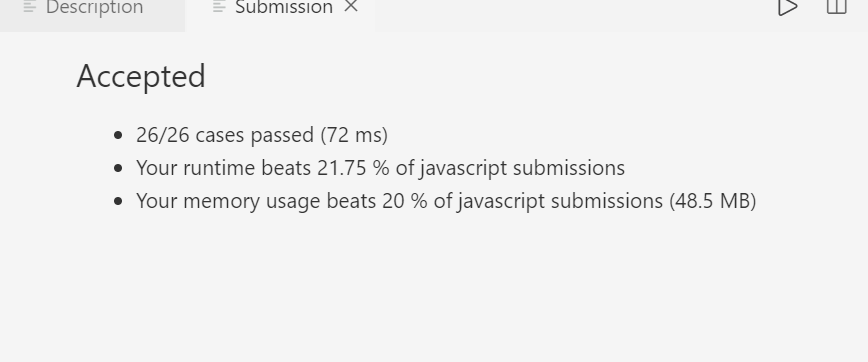 Description
Submission
Accepted
26/26 cases passed (72 ms)
Your runtime beats 21.75 % of javascript submissions
Your memory usage beats 20 % of javascript submissions (48.5 MB)